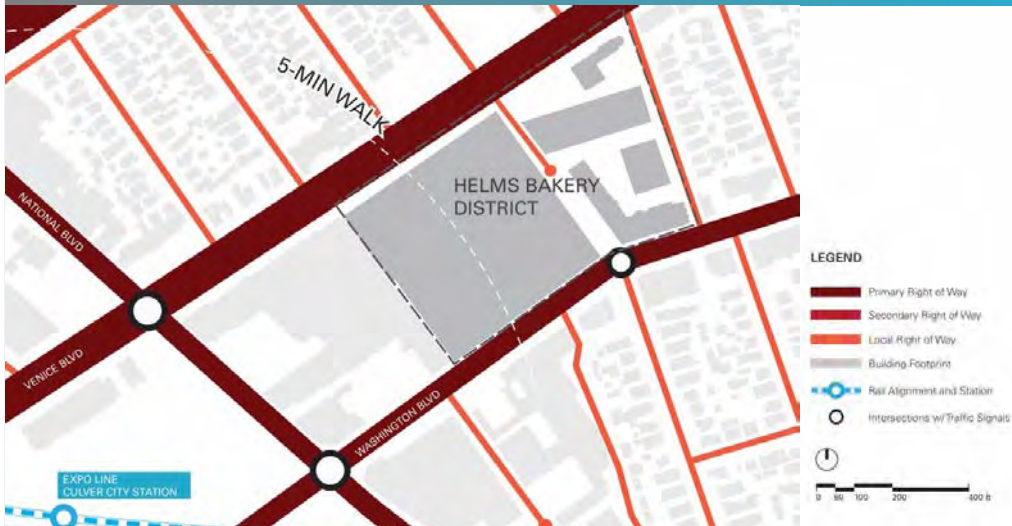 5-MIN WALK
HELMS BAKERY
DISTRICT
NATIONAL BLVD
VENICE BLVD
WASHINGTON BLVD
EXPO LINE
CULVER CITY STATION
LEGEND
Primary Right of Way
Secondary Right of Way
Local Right of Way
Building Footprint
Rail Alignment and Station
Intersections w/Traffic Signals
0 50 100 200 400 ft